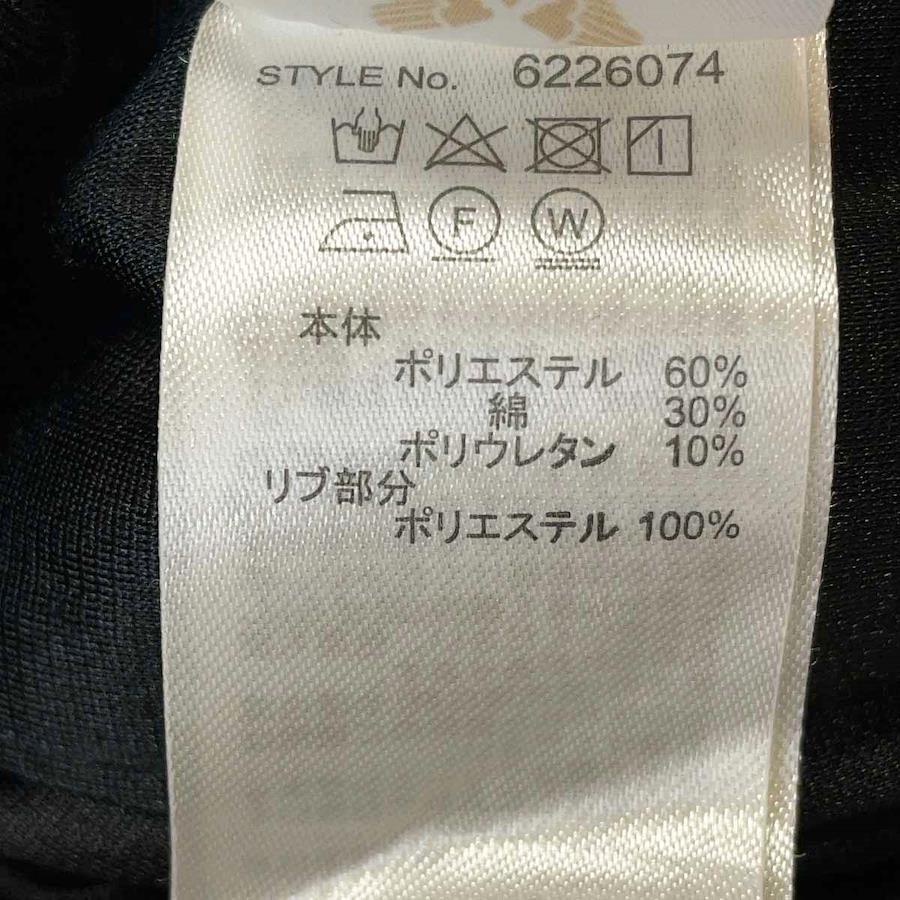 STYLE No. 6226074
F W
本体
ポリエステル 60%
綿 30%
ポリウレタン 10%
リブ部分
ポリエステル 100%